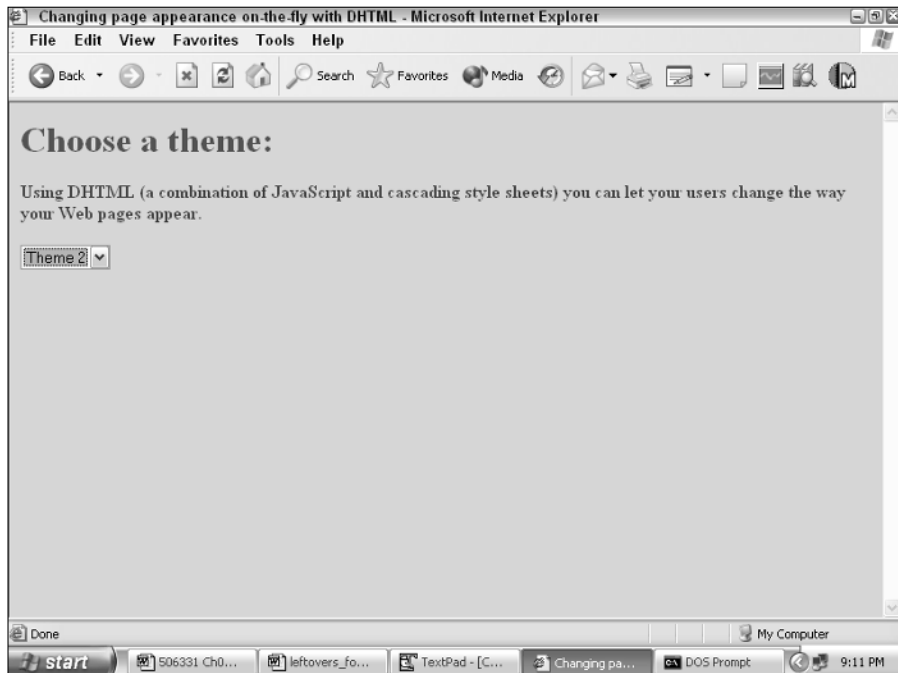 Changing page appearance on-the-fly with DHTML - Microsoft Internet Explorer
File Edit View Favorites Tools Help
Back Search Favorites Media
Choose a theme:
Using DHTML (a combination of JavaScript and cascading style sheets) you can let your users change the way
your Web pages appear.
Theme 2
Done My Computer
start 506331 Ch0... leftovers_fo... TextPad - [C... Changing pa... DOS Prompt 9:11 PM